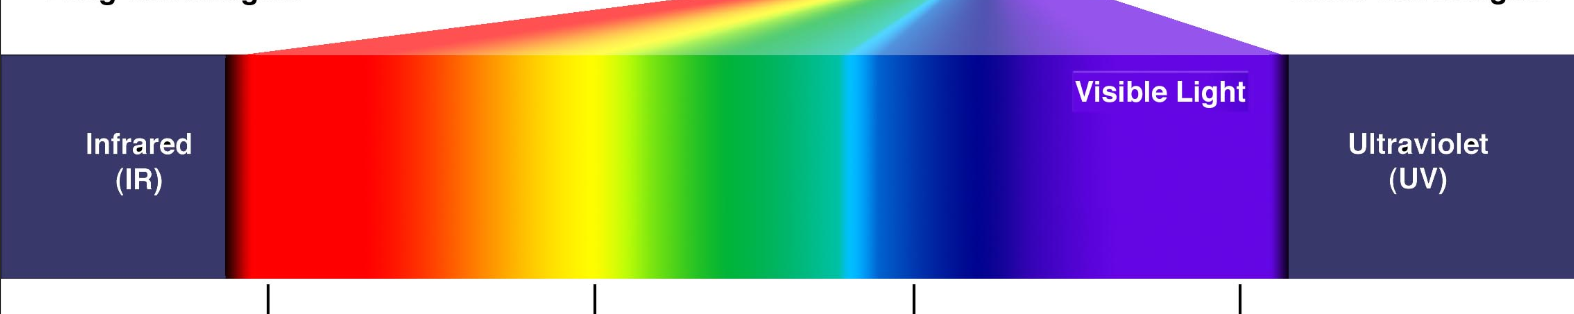 Visible Light
Infrared
(IR)
Ultraviolet
(UV)